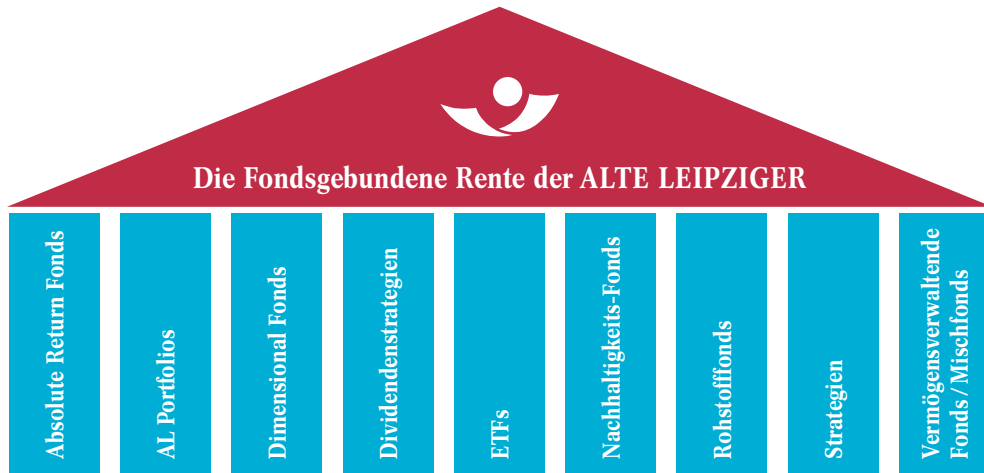 Die Fondsgebundene Rente der ALTE LEIPZIGER
Absolute Return Fonds
AL Portfolios
Dimensional Fonds
Dividendenstrategien
ETFs
Nachhaltigkeits-Fonds
Rohstofffonds
Strategien
Vermögensverwaltende
Fonds / Mischfonds